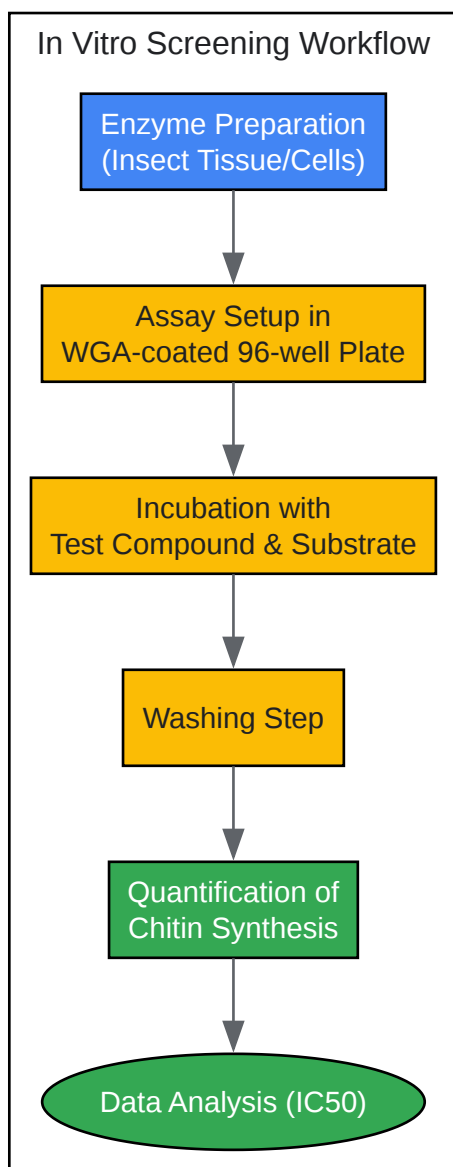 In Vitro Screening Workflow
Enzyme Preparation
(Insect Tissue/Cells)
Assay Setup in
WGA-coated 96-well Plate
Incubation with
Test Compound & Substrate
Washing Step
Quantification of
Chitin Synthesis
Data Analysis (IC50)